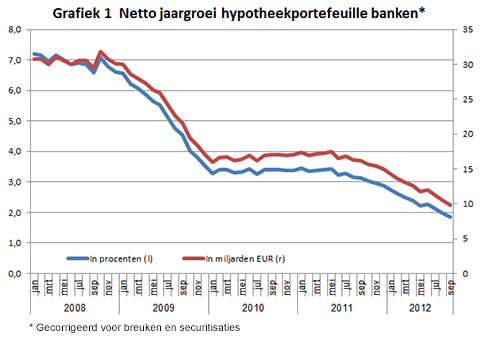 Grafiek 1 Netto jaargroei hypotheekportefeuille banken*
8,0
7,0
6,0
5,0
4,0
3,0
2,0
1,0
0,0
35
30
25
20
15
10
5
0
In procenten (l)
In miljarden EUR (r)
jan mrt mei jul sep nov jan mrt mei jul sep nov jan mrt mei jul sep nov jan mrt mei jul sep nov jan mrt mei jul sep
2008 2009 2010 2011 2012
* Gecorrigeerd voor breuken en securitisaties